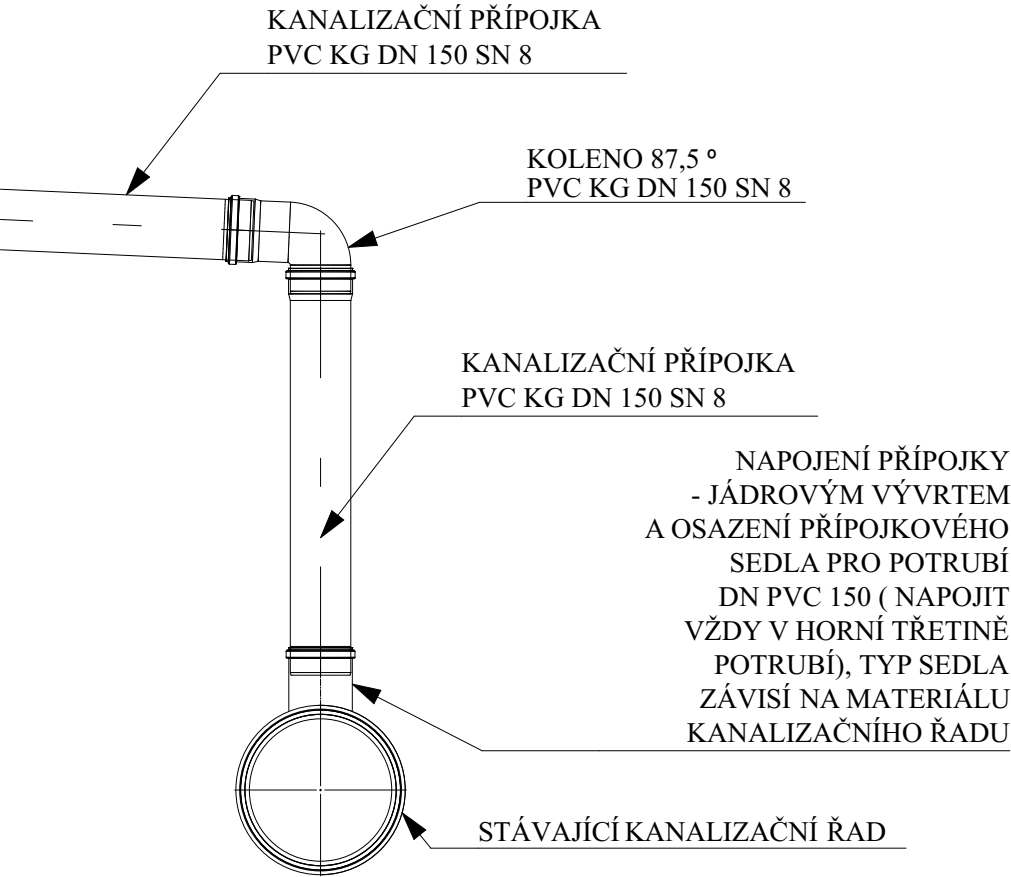 KANALIZAČNÍ PŘÍPOJKA
PVC KG DN 150 SN 8
KOLENO 87,5 º
PVC KG DN 150 SN 8
KANALIZAČNÍ PŘÍPOJKA
PVC KG DN 150 SN 8
NAPOJENÍ PŘÍPOJKY
- JÁDROVÝM VÝVRTEM
A OSAZENÍ PŘÍPOJKOVÉHO
SEDLA PRO POTRUBÍ
DN PVC 150 ( NAPOJIT
VŽDY V HORNÍ TŘETINĚ
POTRUBÍ), TYP SEDLA
ZÁVISÍ NA MATERIÁLU
KANALIZAČNÍHO ŘADU
STÁVAJÍCÍ KANALIZAČNÍ ŘAD